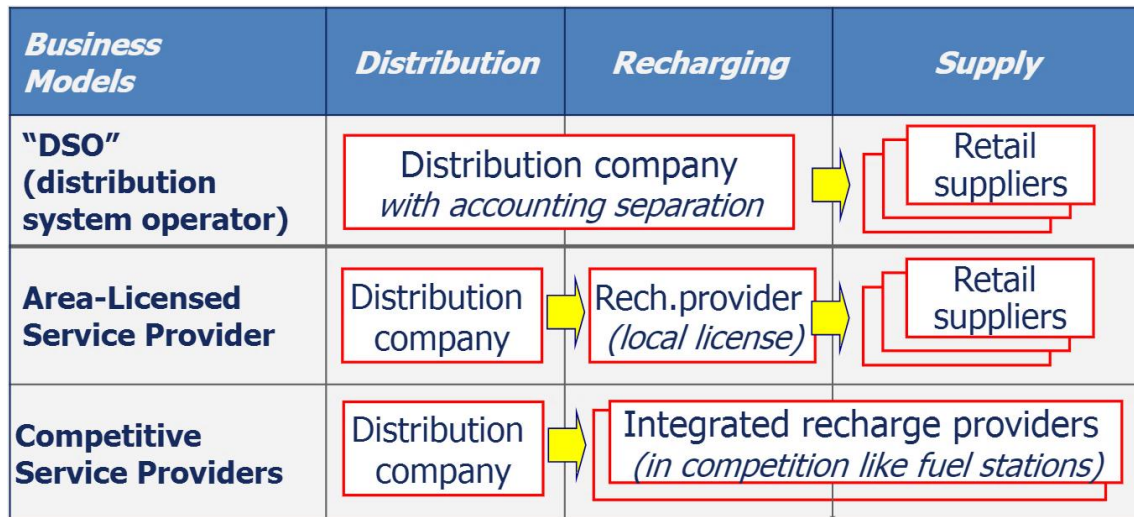 Business
Models
Distribution
Recharging
Supply
“DSO”
(distribution
system operator)
Distribution company
with accounting separation
Retail
suppliers
Area-Licensed
Service Provider
Distribution
company
Rech.provider
(local license)
Retail
suppliers
Competitive
Service Providers
Distribution
company
Integrated recharge providers
(in competition like fuel stations)